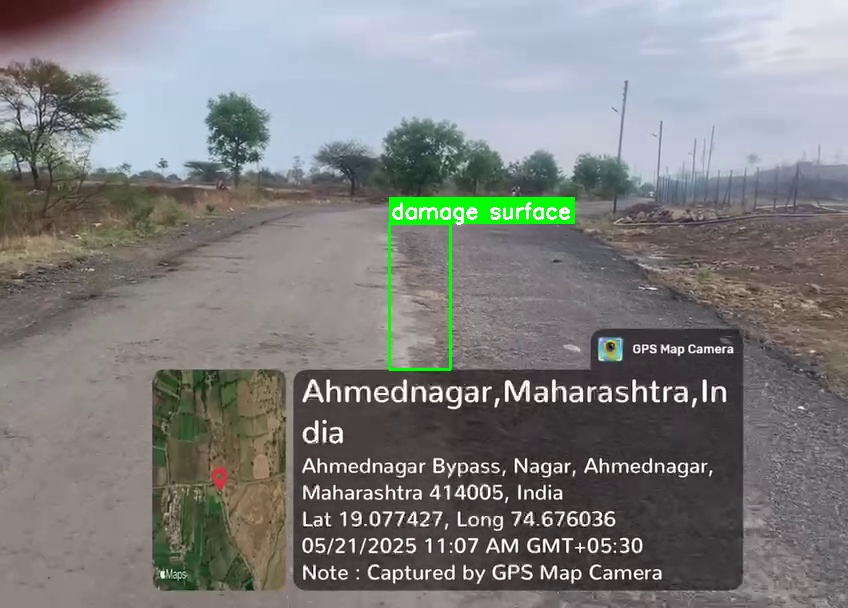 damage surface
GPS Map Camera
Ahmednagar,Maharashtra,In
dia
Ahmednagar Bypass, Nagar, Ahmednagar,
Maharashtra 414005, India
Lat 19.077427, Long 74.676036
05/21/2025 11:07 AM GMT+05:30
Note : Captured by GPS Map Camera
Maps